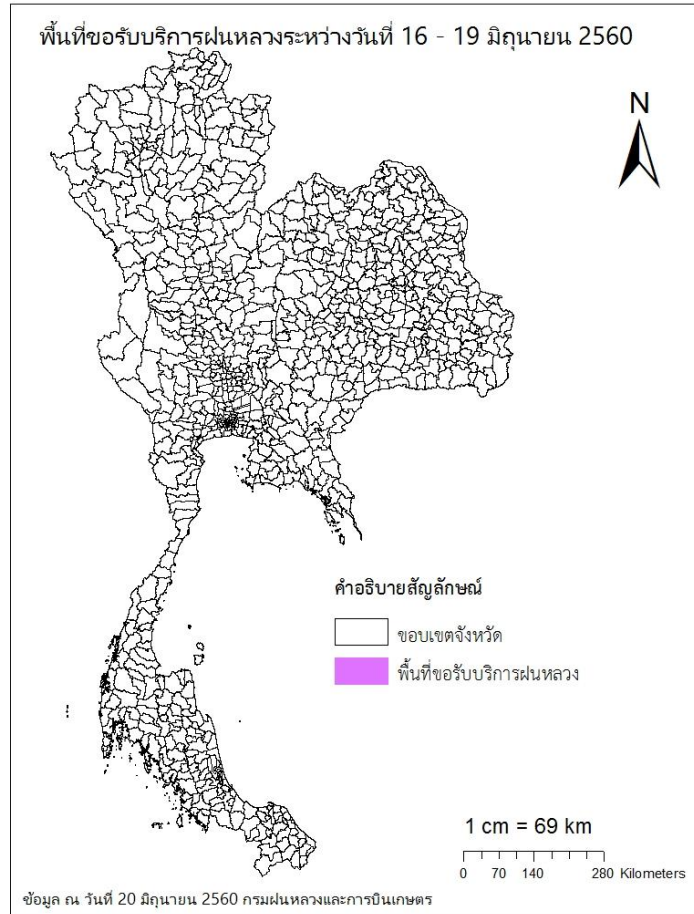 พื้นที่ขอรับบริการฝนหลวงระหว่างวันที่ 16 - 19 มิถุนายน 2560
N
คำอธิบายสัญลักษณ์
ขอบเขตจังหวัด
พื้นที่ขอรับบริการฝนหลวง
1 cm = 69 km
0 70 140 280 Kilometers
ข้อมูล ณ วันที่ 20 มิถุนายน 2560 กรมฝนหลวงและการบินเกษตร